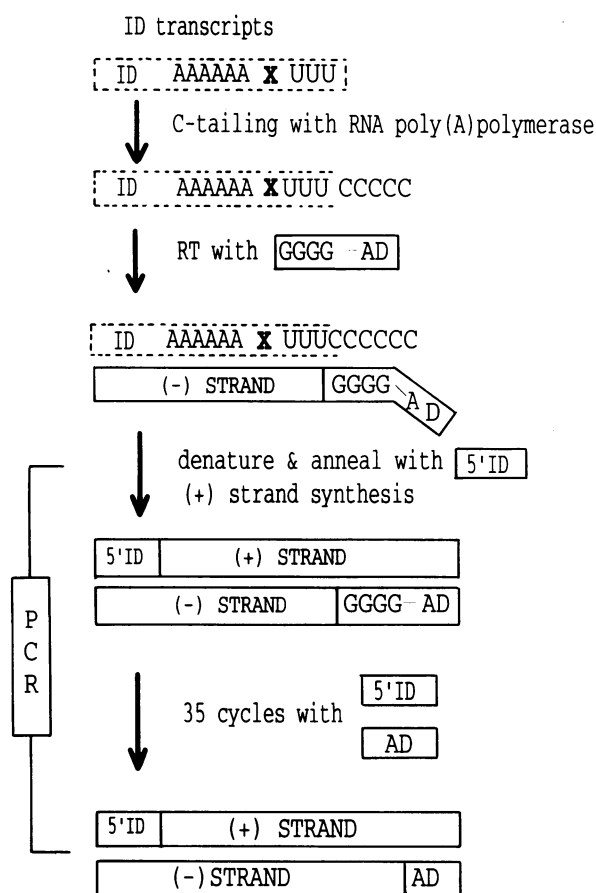 ID transcripts
ID AAAAAA X UUU
C-tailing with RNA poly(A)polymerase
ID AAAAAA X UUU CCCCC
RT with GGGG AD
ID AAAAAA X UUUCCCCCC
(-) STRAND GGGG AD
denature & anneal with 5'ID
(+) strand synthesis
5'ID (+) STRAND
(-) STRAND GGGG AD
PCR
35 cycles with
5'ID
AD
5'ID (+) STRAND
(-) STRAND AD